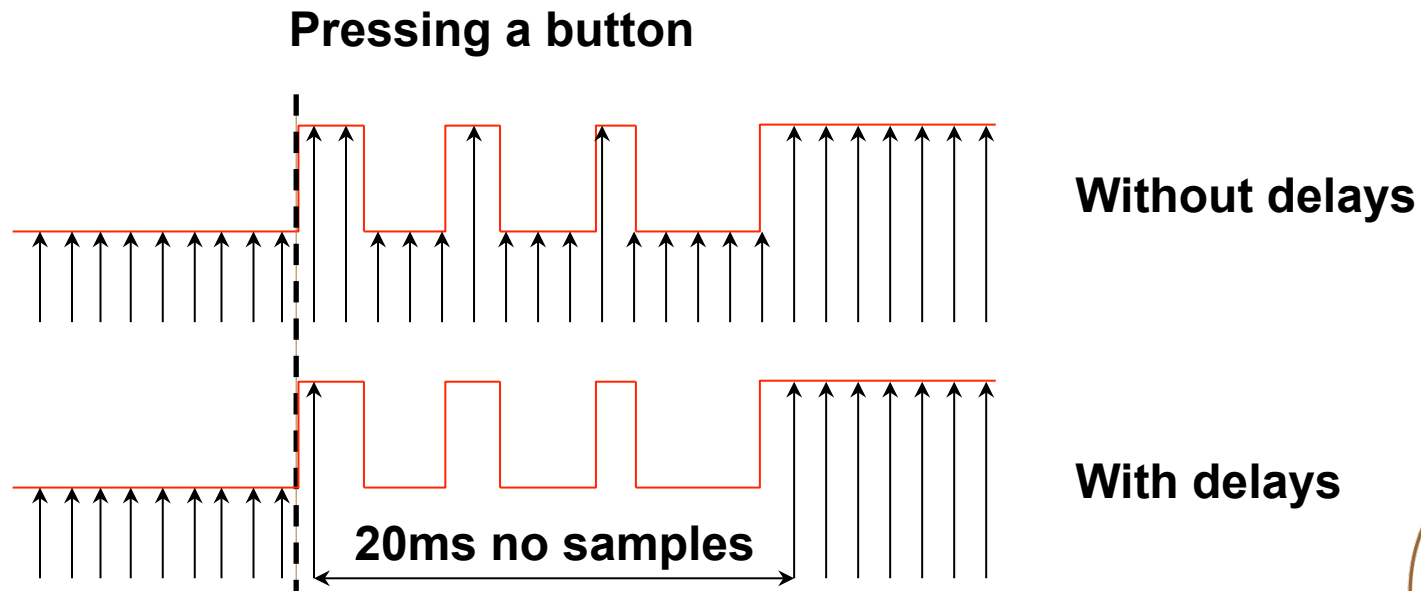 Pressing a button
Without delays
With delays
20ms no samples